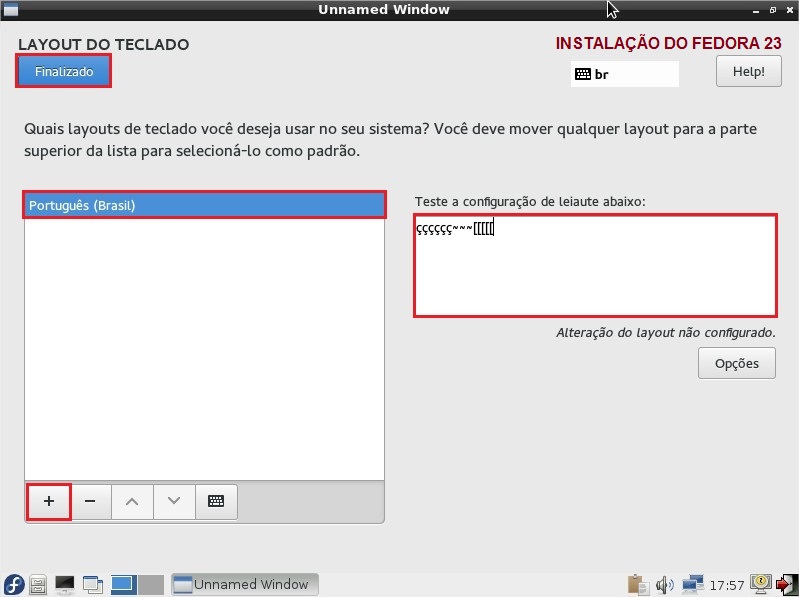 Unnamed Window
LAYOUT DO TECLADO
INSTALAÇÃO DO FEDORA 23
Finalizado
br
Help!
Quais layouts de teclado você deseja usar no seu sistema? Você deve mover qualquer layout para a parte
superior da lista para selecioná-lo como padrão.
Português (Brasil)
Teste a configuração de leiaute abaixo:
çççççç~~~[[[[[
Alteração do layout não configurado.
Opções
Unnamed Window
17:57